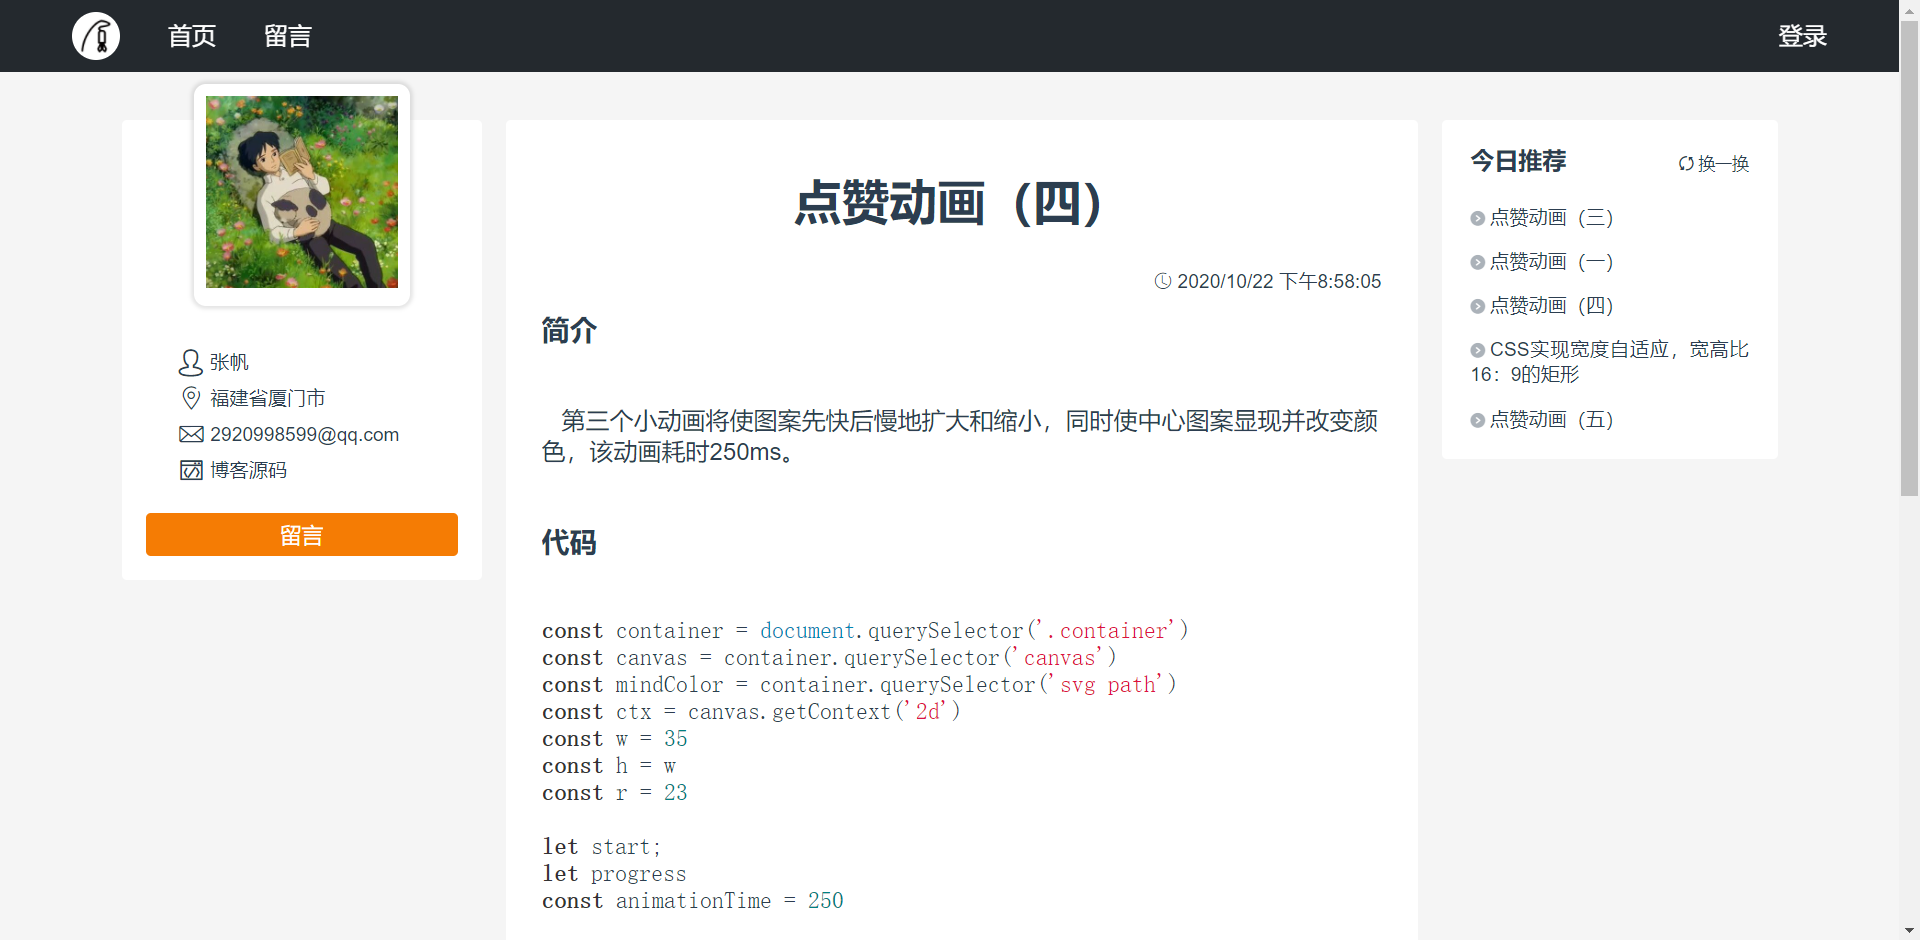 首页 留言 登录
张帆
福建省厦门市
2920998599@qq.com
博客源码
留言
点赞动画（四）
2020/10/22 下午8:58:05
简介
第三个小动画将使图案先快后慢地扩大和缩小，同时使中心图案显现并改变颜
色，该动画耗时250ms。
代码
const container = document.querySelector('.container')
const canvas = container.querySelector('canvas')
const mindColor = container.querySelector('svg path')
const ctx = canvas.getContext('2d')
const w = 35
const h = w
const r = 23
let start;
let progress
const animationTime = 250
今日推荐 换一换
点赞动画（三）
点赞动画（一）
点赞动画（四）
CSS实现宽度自适应，宽高比
16：9的矩形
点赞动画（五）